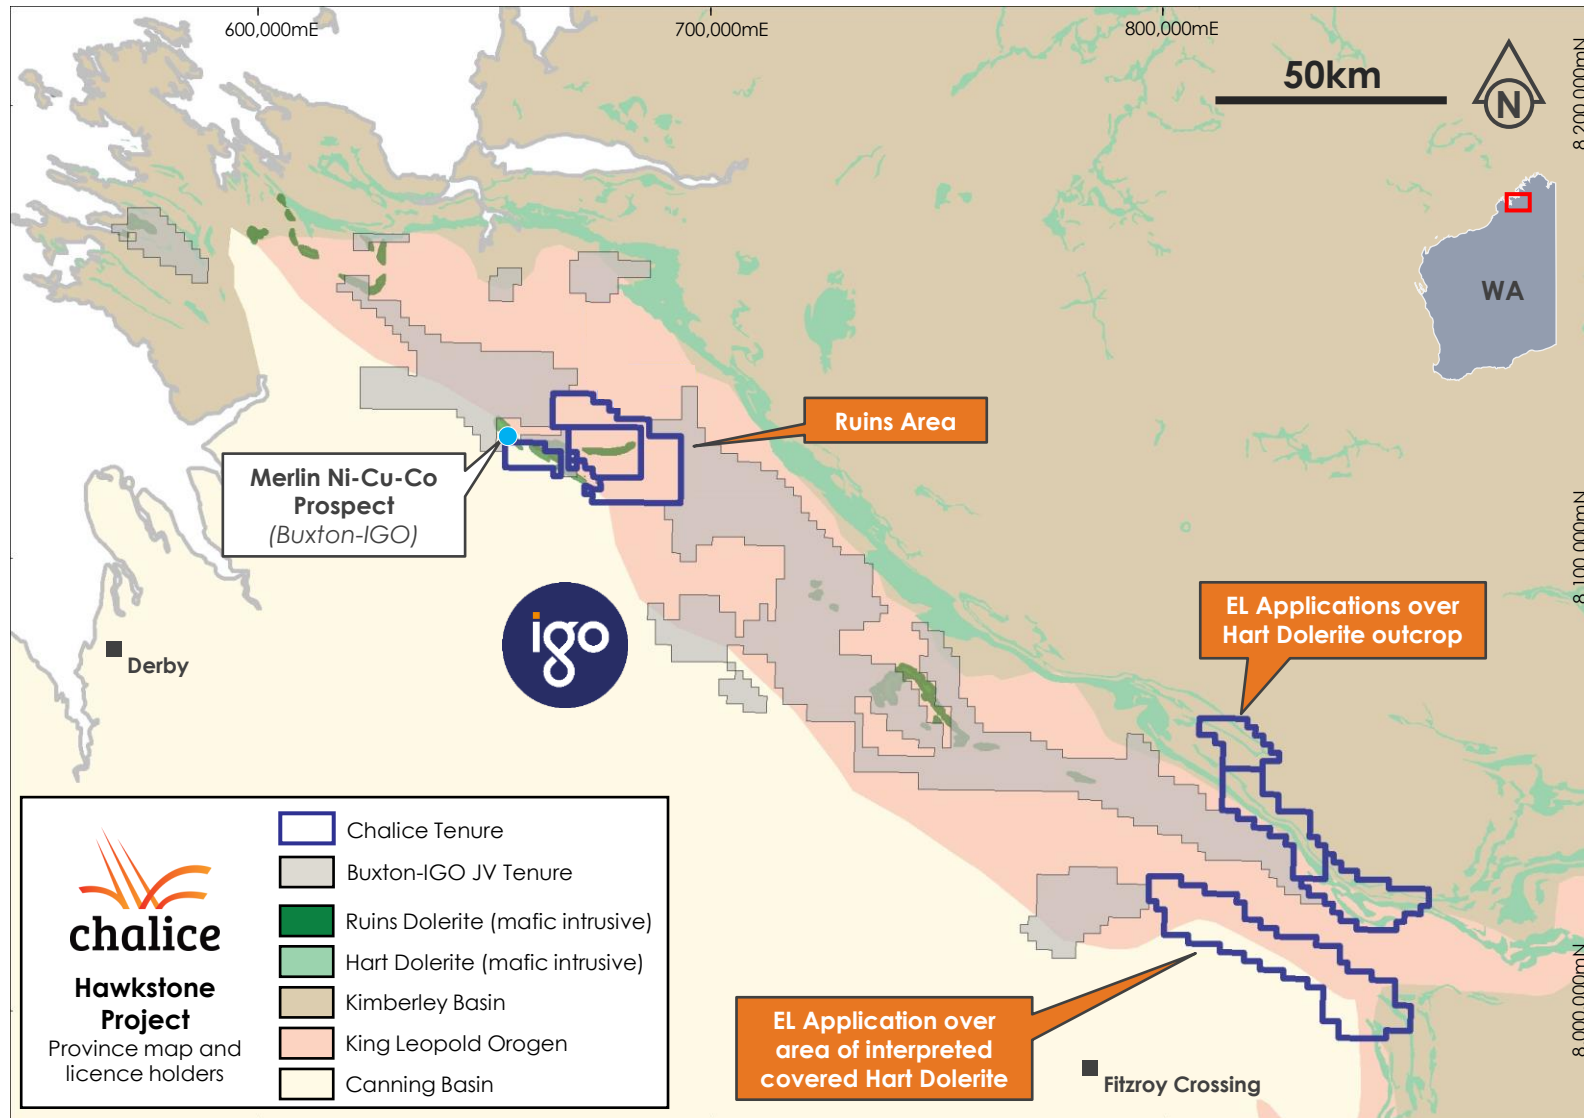 600,000mE
700,000mE
800,000mE
50km
N
8,200,000mN
WA
Ruins Area
Merlin Ni-Cu-Co
Prospect
(Buxton-IGO)
8,100,000mN
EL Applications over
Hart Dolerite outcrop
igo
Derby
chalice
Hawkstone
Project
Province map and
licence holders
Chalice Tenure
Buxton-IGO JV Tenure
Ruins Dolerite (mafic intrusive)
Hart Dolerite (mafic intrusive)
Kimberley Basin
King Leopold Orogen
Canning Basin
EL Application over
area of interpreted
covered Hart Dolerite
8,000,000mN
Fitzroy Crossing